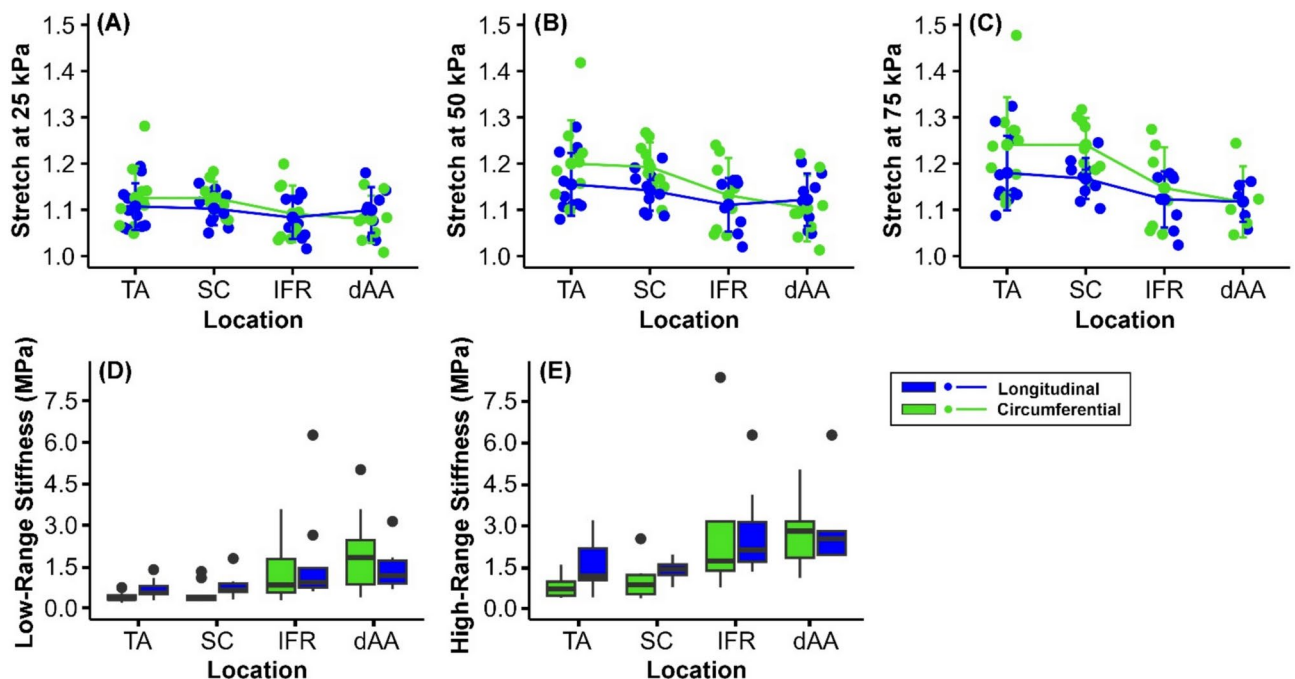 (A)
Stretch at 25 kPa
1.5
1.4
1.3
1.2
1.1
1.0
TA SC IFR dAA
Location
(B)
Stretch at 50 kPa
1.5
1.4
1.3
1.2
1.1
1.0
TA SC IFR dAA
Location
(C)
Stretch at 75 kPa
1.5
1.4
1.3
1.2
1.1
1.0
TA SC IFR dAA
Location
(D)
Low-Range Stiffness (MPa)
7.5
6.0
4.5
3.0
1.5
0.0
TA SC IFR dAA
Location
(E)
High-Range Stiffness (MPa)
7.5
6.0
4.5
3.0
1.5
0.0
TA SC IFR dAA
Location
Longitudinal
Circumferential